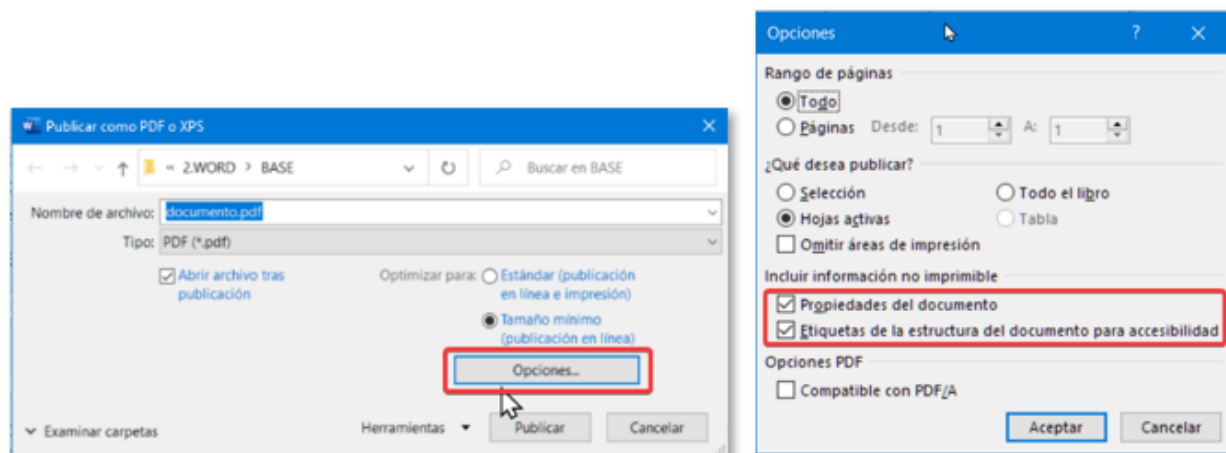 Publicar como PDF o XPS
« 2.WORD > BASE
Buscar en BASE
Nombre de archivo: documento.pdf
Tipo: PDF (*.pdf)
Abrir archivo tras
publicación
Optimizar para:
Estándar (publicación
en línea e impresión)
Tamaño mínimo
(publicación en línea)
Opciones...
Examinar carpetas
Herramientas
Publicar
Cancelar
Opciones
?
Rango de páginas
Todo
Páginas Desde: 1 A: 1
¿Qué desea publicar?
Selección
Todo el libro
Hojas activas
Tabla
Omitir áreas de impresión
Incluir información no imprimible
Propiedades del documento
Etiquetas de la estructura del documento para accesibilidad
Opciones PDF
Compatible con PDF/A
Aceptar
Cancelar